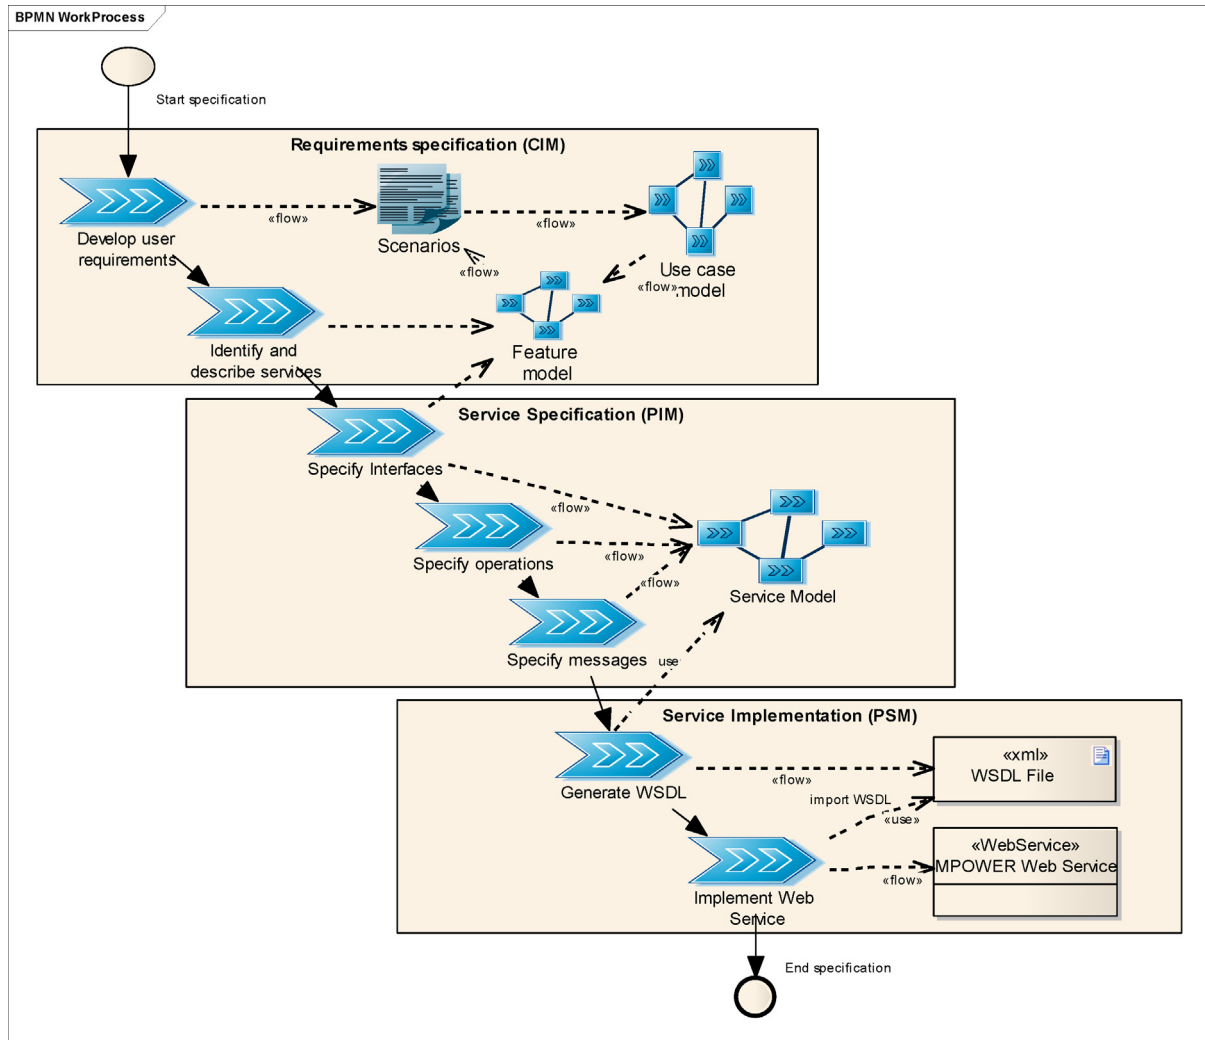 BPMN WorkProcess
Start specification
Requirements specification (CIM)
«flow»
«flow»
Develop user
requirements
Scenarios
«flow»
Use case
model
«flow»
Identify and
describe services
Feature
model
Service Specification (PIM)
Specify Interfaces
«flow»
Specify operations
«flow»
«flow»
Service Model
Specify messages
use
Service Implementation (PSM)
«xml»
WSDL File
«flow»
Generate WSDL
import WSDL
«use»
«WebService»
MPOWER Web Service
«flow»
Implement Web
Service
End specification